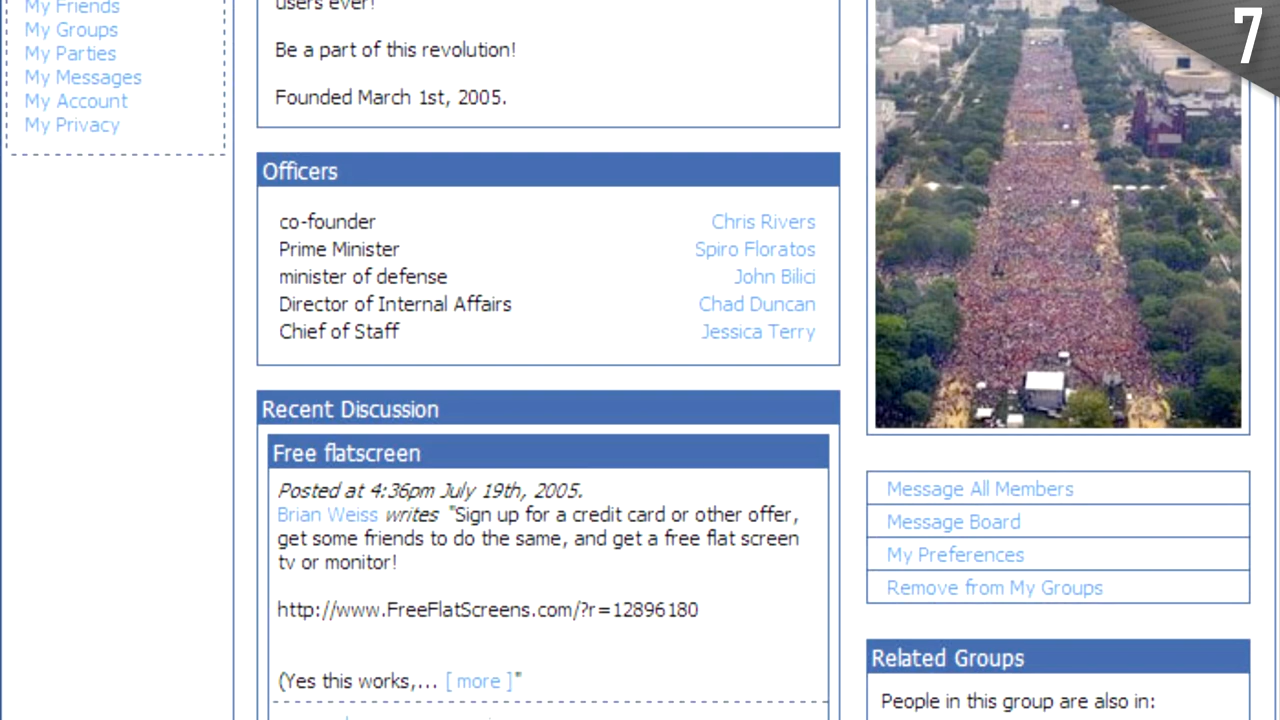 My Friends
My Groups
My Parties
My Messages
My Account
My Privacy
users ever!
Be a part of this revolution!
Founded March 1st, 2005.
Officers
co-founder Chris Rivers
Prime Minister Spiro Floratos
minister of defense John Bilici
Director of Internal Affairs Chad Duncan
Chief of Staff Jessica Terry
Recent Discussion
Free flatscreen
Posted at 4:36pm July 19th, 2005.
Brian Weiss writes "Sign up for a credit card or other offer,
get some friends to do the same, and get a free flat screen
tv or monitor!
http://www.FreeFlatScreens.com/?r=12896180
(Yes this works,... [ more ]"
7
Message All Members
Message Board
My Preferences
Remove from My Groups
Related Groups
People in this group are also in: